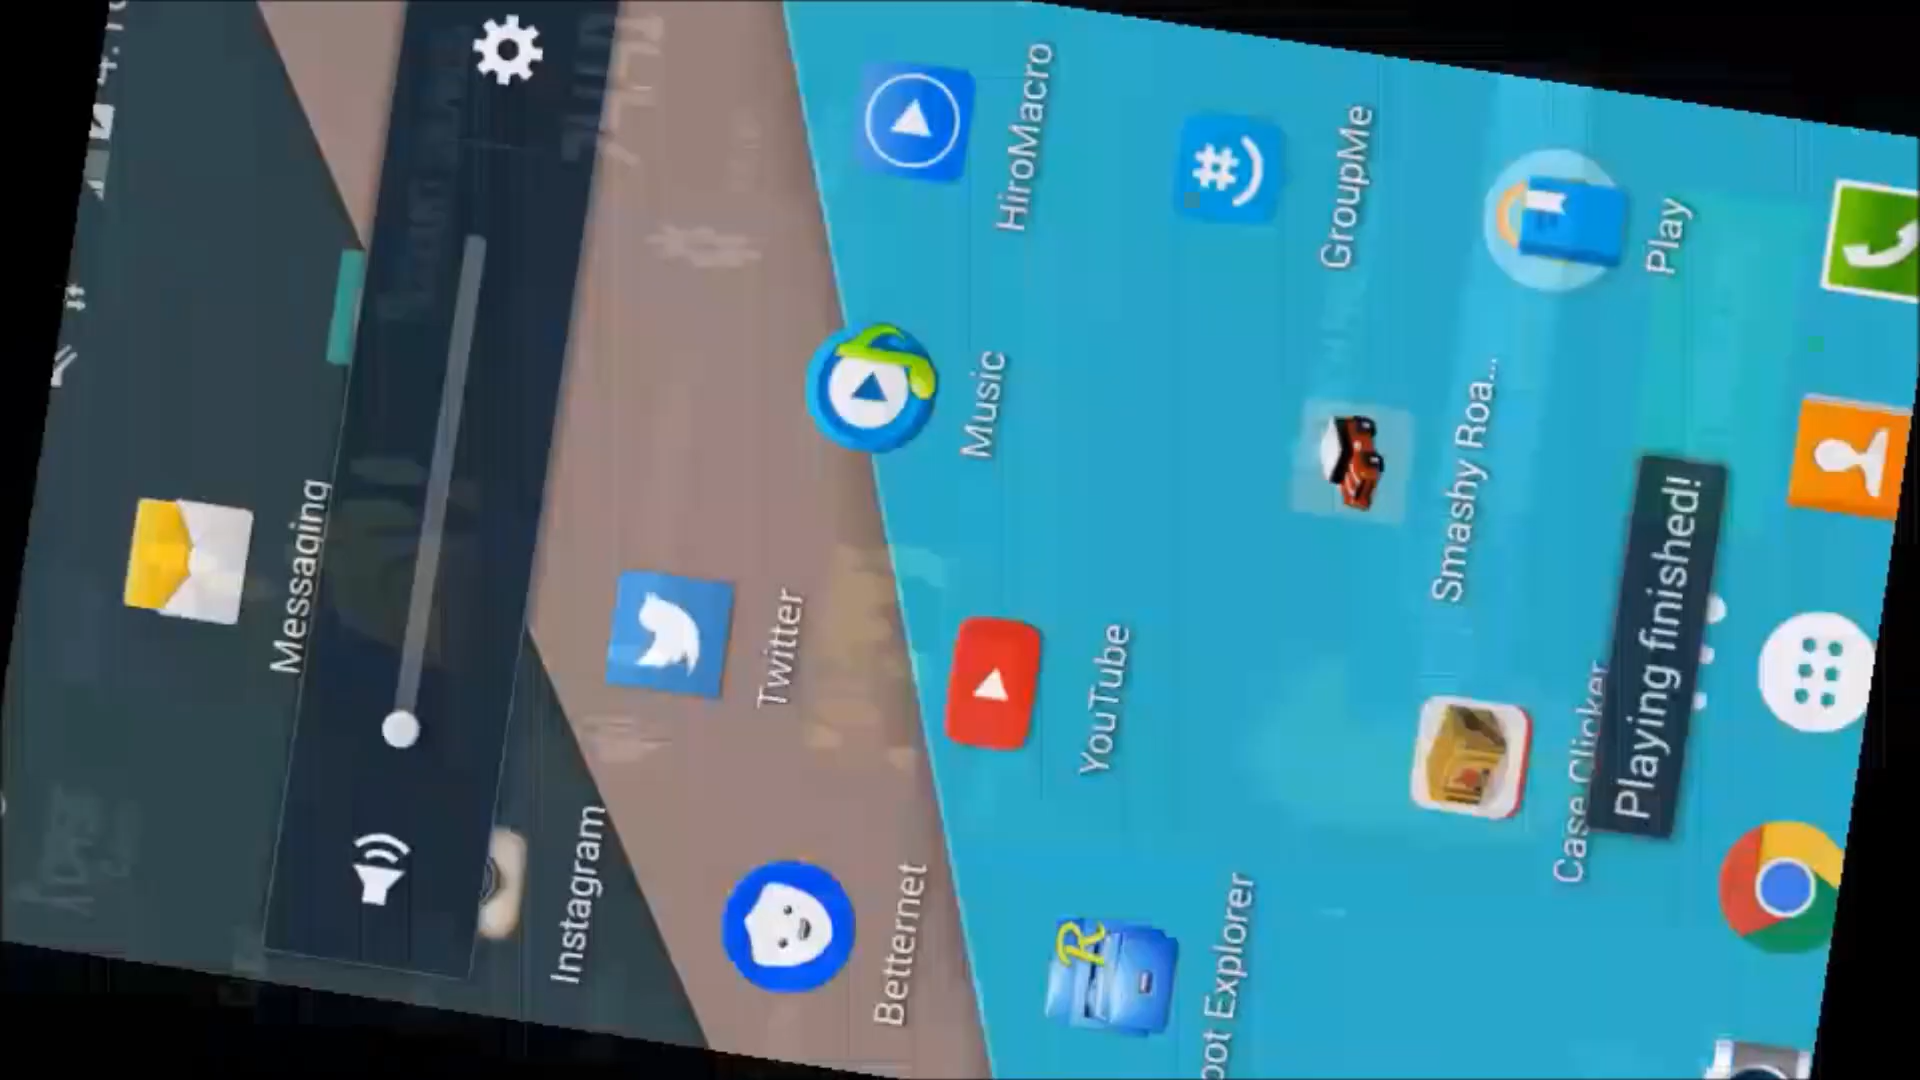 Messaging
Instagram
Twitter
Betternet
HiroMacro
Music
YouTube
oot Explorer
GroupMe
Smashy Roa...
Case Clicker
Play
Playing finished!